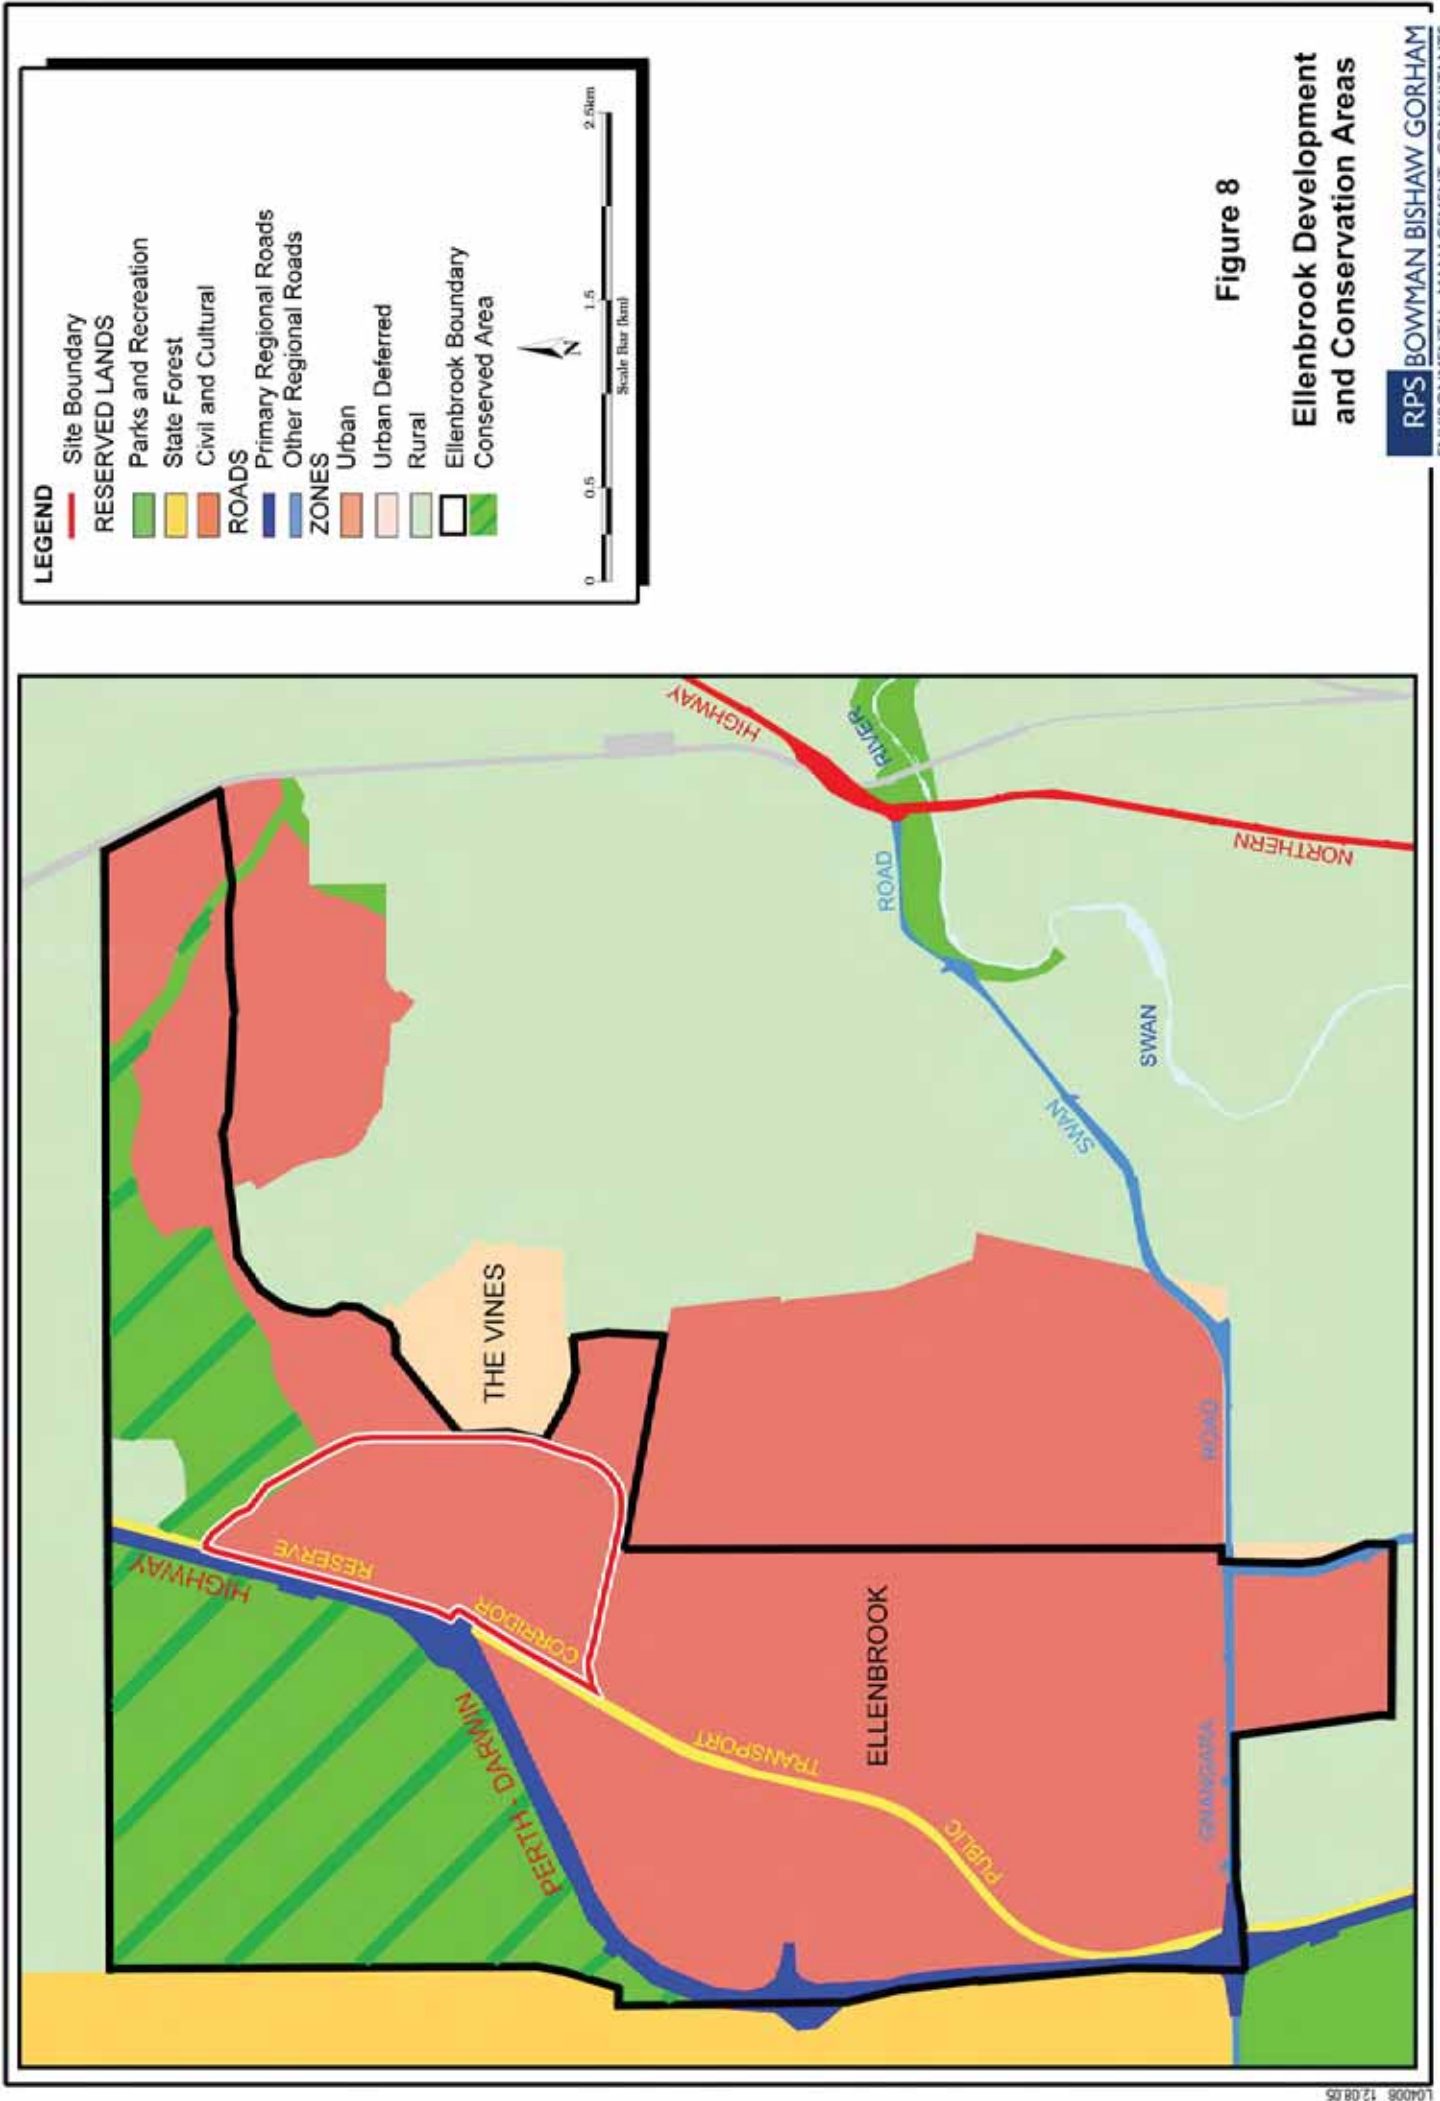 LEGEND
Site Boundary
RESERVED LANDS
Parks and Recreation
State Forest
Civil and Cultural
ROADS
Primary Regional Roads
Other Regional Roads
ZONES
Urban
Urban Deferred
Rural
Ellenbrook Boundary
Conserved Area
N
0 0.5 1.5 2.5km
Scale Bar (km)
Figure 8
Ellenbrook Development
and Conservation Areas
RPS BOWMAN BISHAW GORHAM
ENVIRONMENTAL MANAGEMENT CONSULTANTS
HIGHWAY
RESERVE
CORRIDOR
PERTH - DARWIN
TRANSPORT
PUBLIC
THE VINES
ELLENBROOK
GNANGARA
ROAD
SWAN
ROAD
SWAN
RIVER
HIGHWAY
NORTHERN
L04008 12.08.05